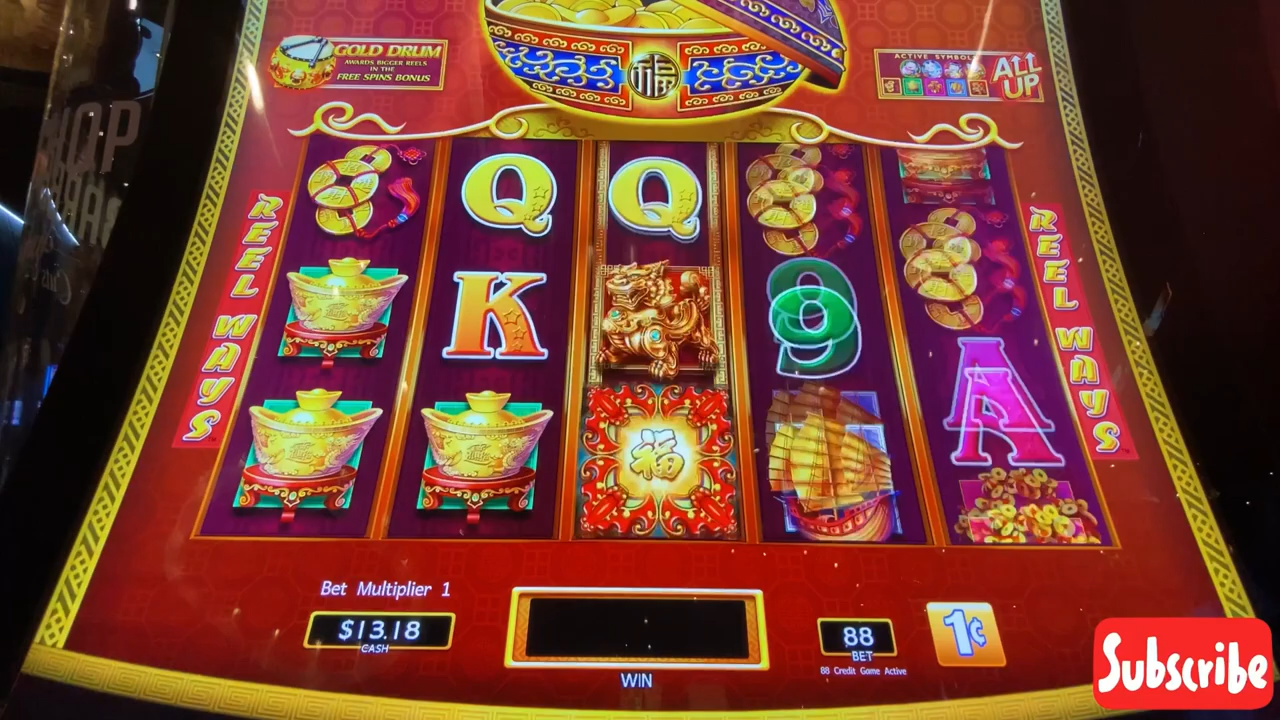 GOLD DRUM
AWARDS BIGGER REELS
IN THE
FREE SPINS BONUS
福
ACTIVE SYMBOLS
ALL
UP
REEL WAYS
REEL WAYS
Q
Q
K
9
A
福
Bet Multiplier 1
$13.18
CASH
WIN
88
BET
88 Credit Game Active
1¢
Subscribe